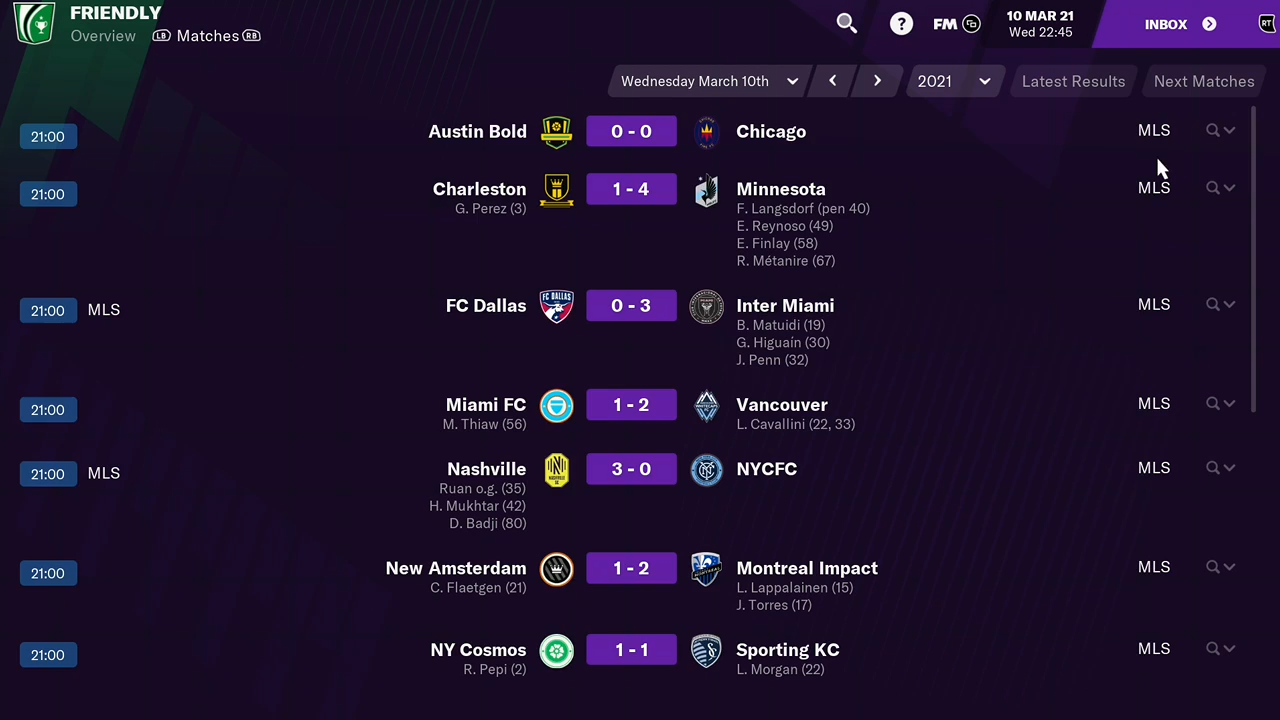 FRIENDLY
Overview LB Matches RB
FM
10 MAR 21
Wed 22:45
INBOX
RT
Wednesday March 10th
2021
Latest Results
Next Matches
21:00 Austin Bold 0 - 0 Chicago MLS
21:00 Charleston 1 - 4 Minnesota MLS
G. Perez (3) F. Langsdorf (pen 40)
E. Reynoso (49)
E. Finlay (58)
R. Métanire (67)
21:00 MLS FC Dallas 0 - 3 Inter Miami MLS
B. Matuidi (19)
G. Higuaín (30)
J. Penn (32)
21:00 Miami FC 1 - 2 Vancouver MLS
M. Thiaw (56) L. Cavallini (22, 33)
21:00 MLS Nashville 3 - 0 NYCFC MLS
Ruan o.g. (35)
H. Mukhtar (42)
D. Badji (80)
21:00 New Amsterdam 1 - 2 Montreal Impact MLS
C. Flaetgen (21) L. Lappalainen (15)
J. Torres (17)
21:00 NY Cosmos 1 - 1 Sporting KC MLS
R. Pepi (2) L. Morgan (22)